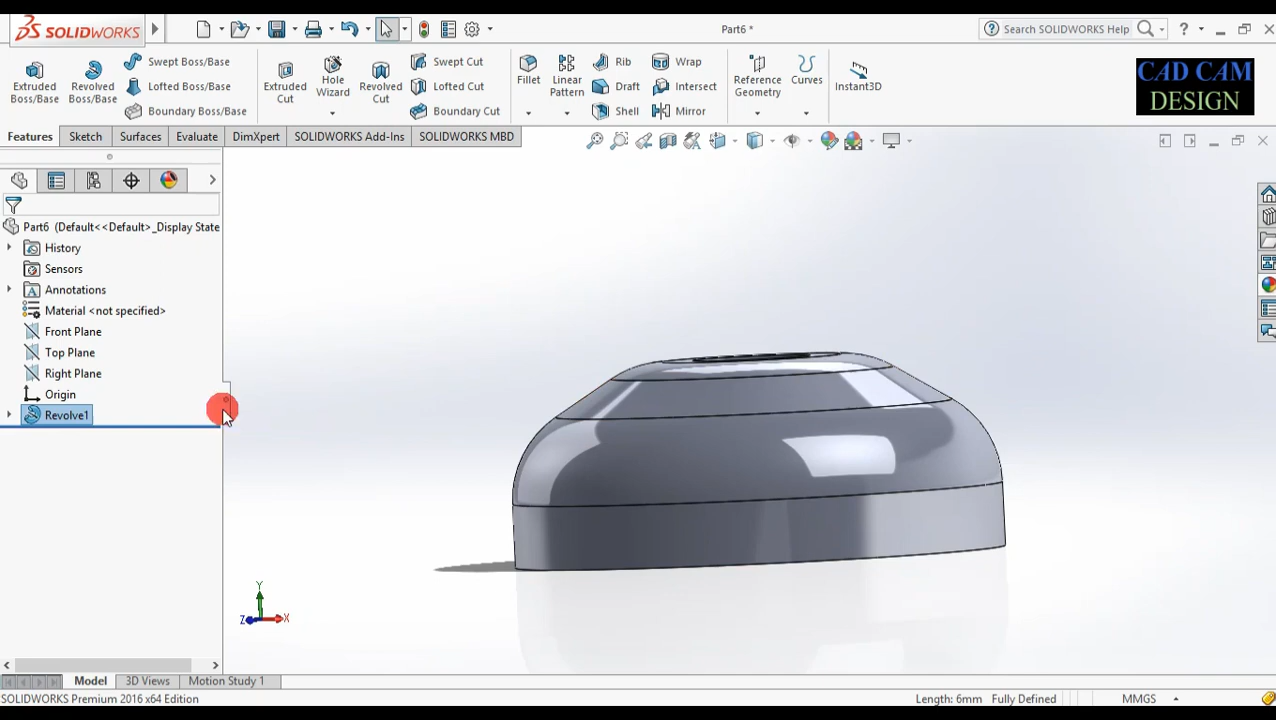 SOLIDWORKS
Part6 *
Search SOLIDWORKS Help
?
CAD CAM
DESIGN
Extruded
Boss/Base
Revolved
Boss/Base
Swept Boss/Base
Lofted Boss/Base
Boundary Boss/Base
Extruded
Cut
Hole
Wizard
Revolved
Cut
Swept Cut
Lofted Cut
Boundary Cut
Fillet
Linear
Pattern
Rib
Draft
Shell
Wrap
Intersect
Mirror
Reference
Geometry
Curves
Instant3D
Features
Sketch
Surfaces
Evaluate
DimXpert
SOLIDWORKS Add-Ins
SOLIDWORKS MBD
Part6 (Default<<Default>_Display State
History
Sensors
Annotations
Material <not specified>
Front Plane
Top Plane
Right Plane
Origin
Revolve1
Y
Z
X
Model
3D Views
Motion Study 1
SOLIDWORKS Premium 2016 x64 Edition
Length: 6mm
Fully Defined
MMGS